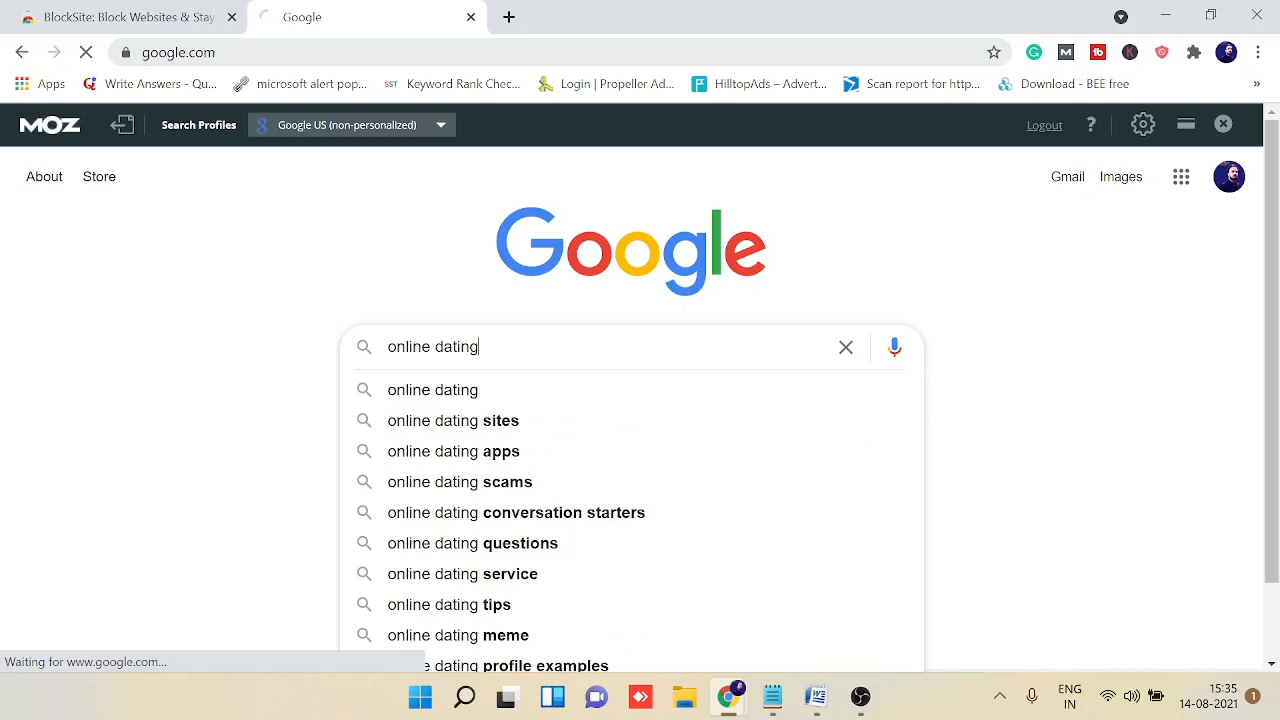 BlockSite: Block Websites & Stay
Google
google.com
Apps
Write Answers - Qu...
microsoft alert pop...
SST Keyword Rank Chec...
Login | Propeller Ad...
HilltopAds – Advert...
Scan report for http...
Download - BEE free
»
MOZ
Search Profiles
Google US (non-personalized)
Logout
?
About
Store
Gmail
Images
Google
online dating
online dating
online dating sites
online dating apps
online dating scams
online dating conversation starters
online dating questions
online dating service
online dating tips
online dating meme
e dating profile examples
Waiting for www.google.com...
ENG
IN
15:35
14-08-2021
1